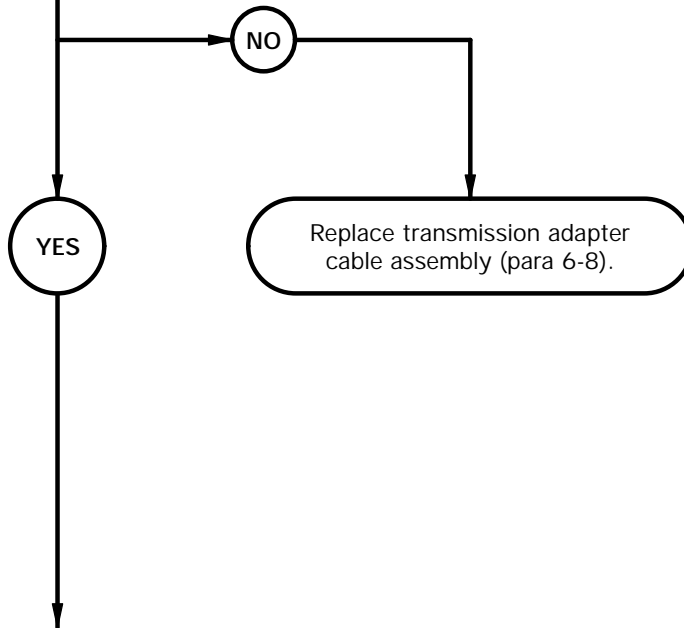 NO
YES
Replace transmission adapter
cable assembly (para 6-8).